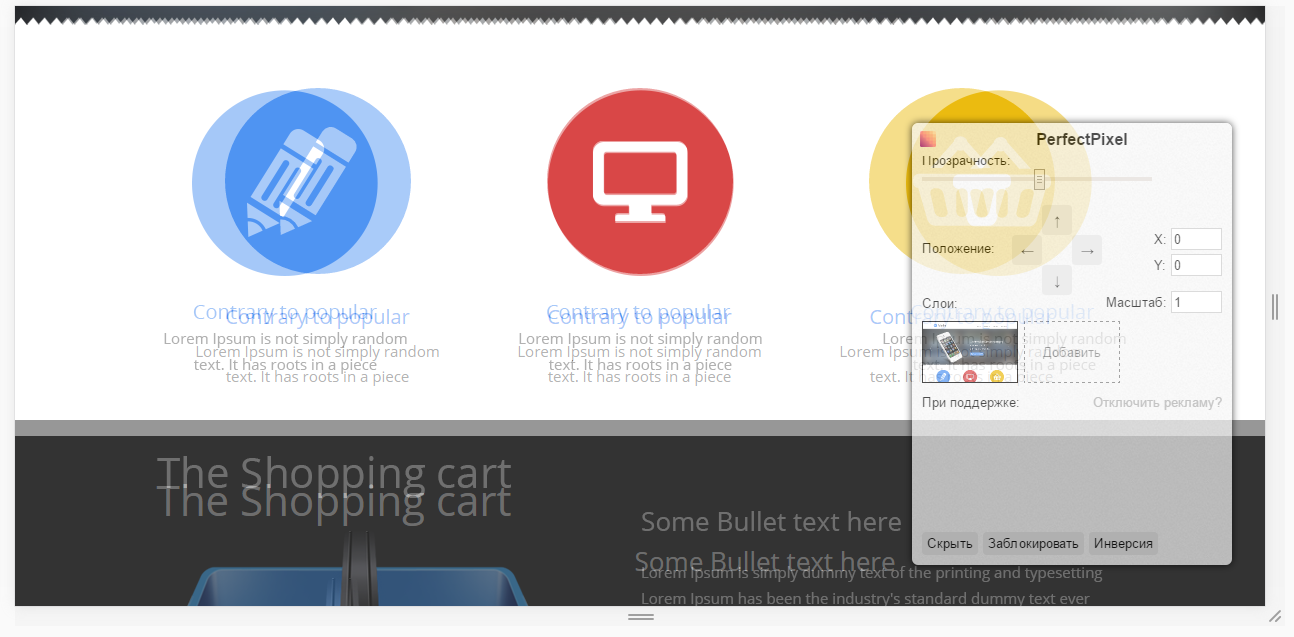 PerfectPixel
Прозрачность:
Положение:
↑
←
→
↓
X: 0
Y: 0
Слои:
Масштаб: 1
Добавить
При поддержке:
Отключить рекламу?
Скрыть
Заблокировать
Инверсия
Contrary to popular
Contrary to popular
Lorem Ipsum is not simply random
Lorem Ipsum is not simply random
text. It has roots in a piece
text. It has roots in a piece
Contrary to popular
Contrary to popular
Lorem Ipsum is not simply random
Lorem Ipsum is not simply random
text. It has roots in a piece
text. It has roots in a piece
Contrary to popular
Contrary to popular
Lorem Ipsum is not simply random
Lorem
text. It has roots in a piece
text. It
The Shopping cart
The Shopping cart
Some Bullet text here
Some Bullet text here
Lorem Ipsum is simply dummy text of the printing and typesetting
Lorem Ipsum has been the industry's standard dummy text ever